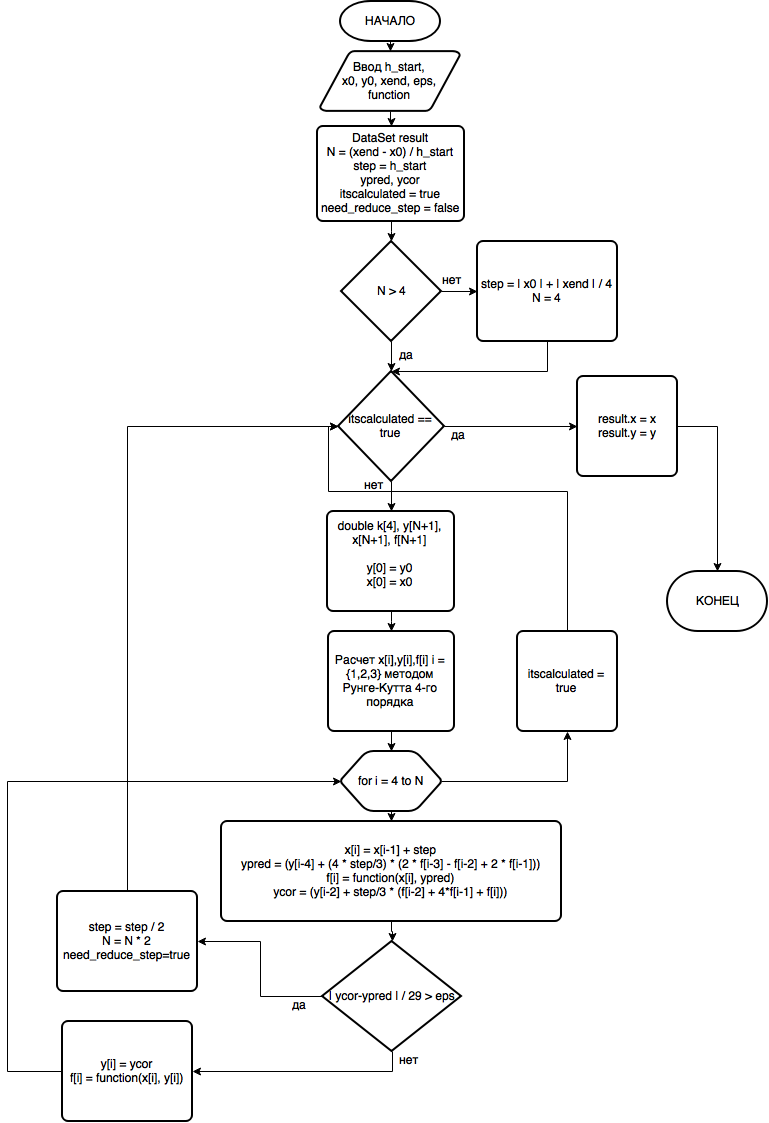 НАЧАЛО
Ввод h_start,
x0, y0, xend, eps,
function
DataSet result
N = (xend - x0) / h_start
step = h_start
ypred, ycor
itscalculated = true
need_reduce_step = false
N > 4
нет
step = | x0 | + | xend | / 4
N = 4
да
itscalculated ==
true
да
result.x = x
result.y = y
нет
double k[4], y[N+1],
x[N+1], f[N+1]
y[0] = y0
x[0] = x0
КОНЕЦ
Расчет x[i],y[i],f[i] i =
{1,2,3} методом
Рунге-Кутта 4-го
порядка
itscalculated =
true
for i = 4 to N
x[i] = x[i-1] + step
ypred = (y[i-4] + (4 * step/3) * (2 * f[i-3] - f[i-2] + 2 * f[i-1]))
f[i] = function(x[i], ypred)
ycor = (y[i-2] + step/3 * (f[i-2] + 4*f[i-1] + f[i]))
step = step / 2
N = N * 2
need_reduce_step=true
| ycor-ypred | / 29 > eps
да
нет
y[i] = ycor
f[i] = function(x[i], y[i])